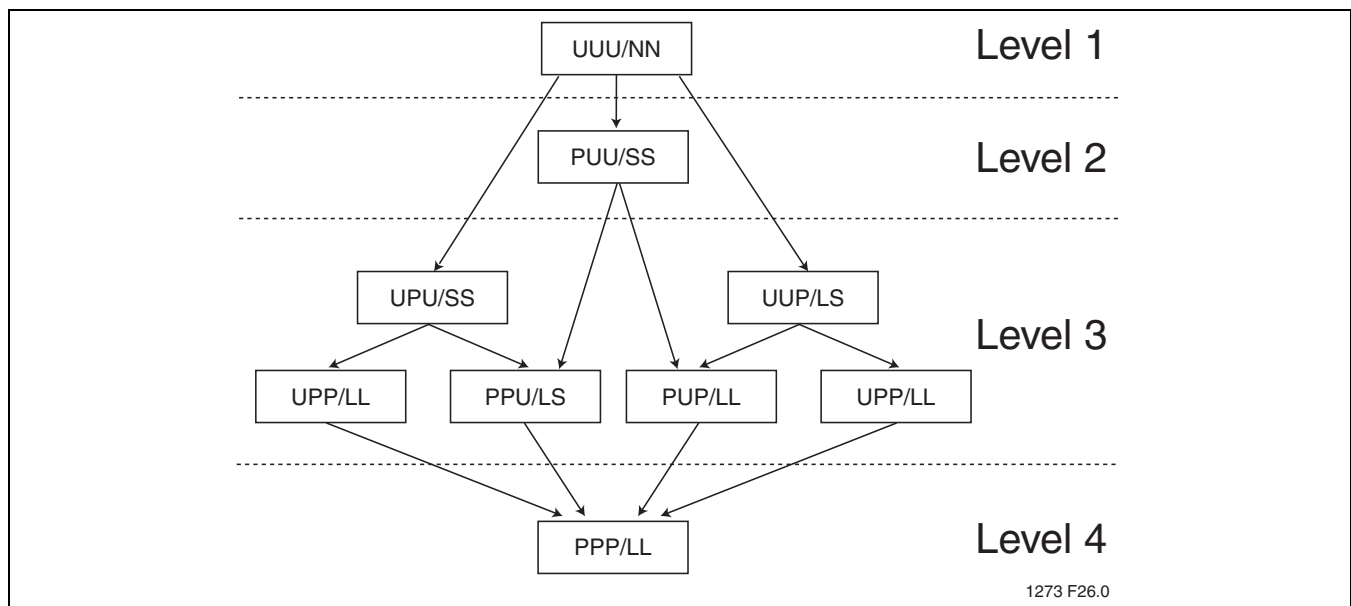 UUU/NN
Level 1
PUU/SS
Level 2
UPU/SS
UUP/LS
Level 3
UPP/LL
PPU/LS
PUP/LL
UPP/LL
PPP/LL
Level 4
1273 F26.0